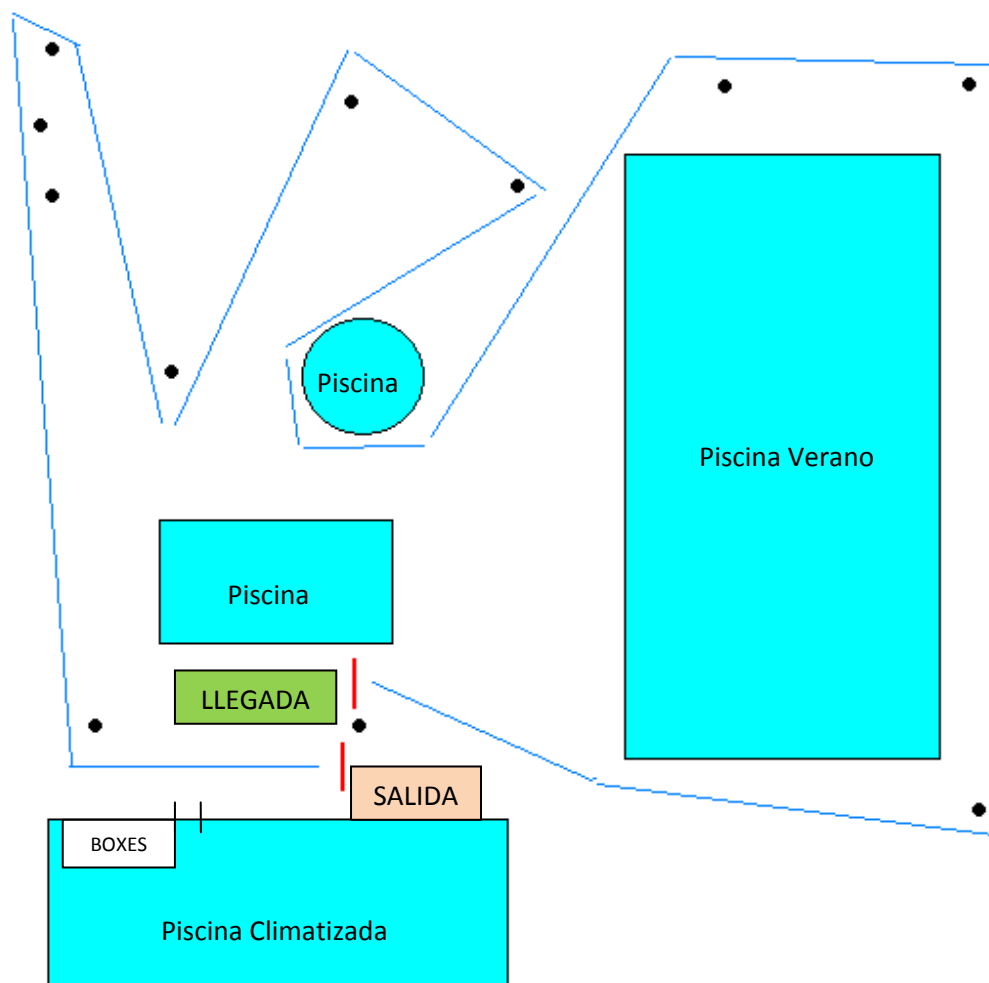 Piscina
Piscina Verano
Piscina
LLEGADA
SALIDA
BOXES
Piscina Climatizada